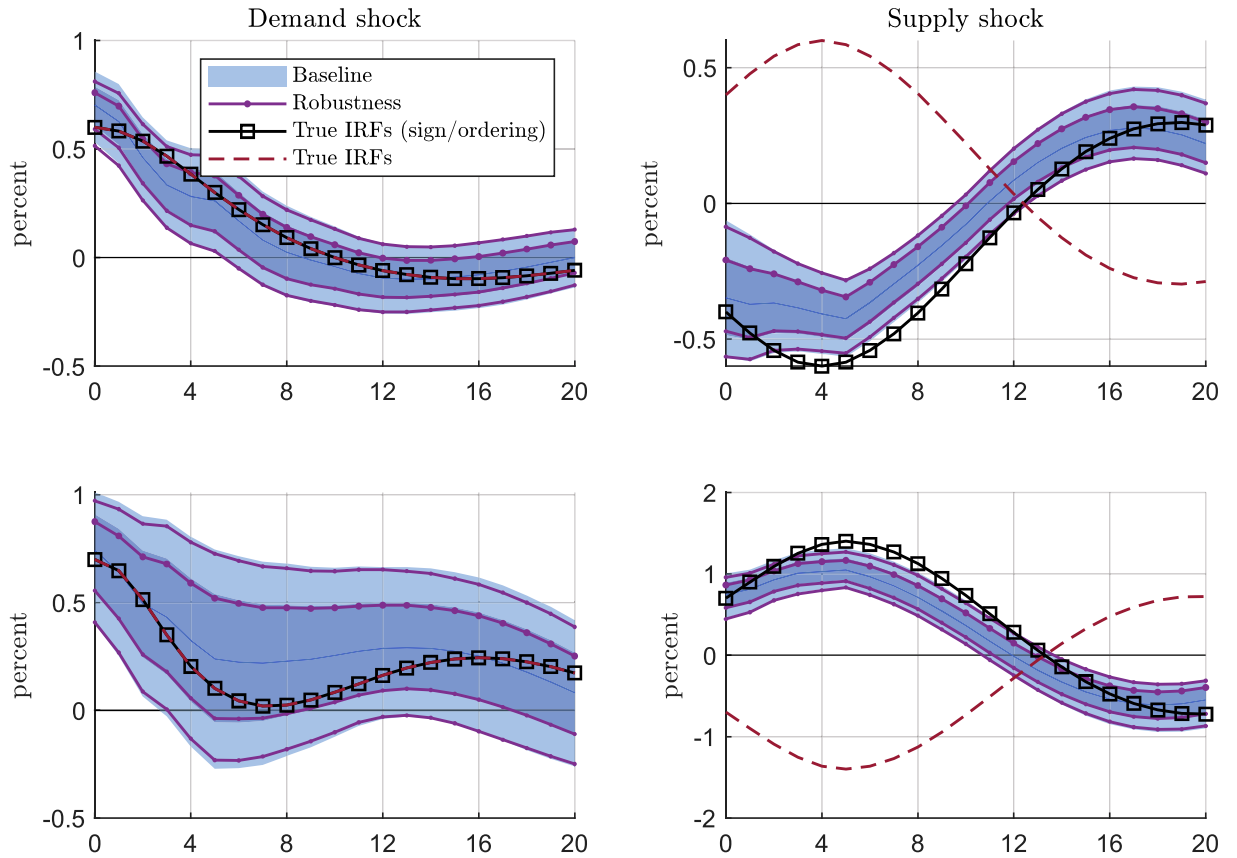 Demand shock
Supply shock
1
0.5
0
-0.5
percent
0 4 8 12 16 20
Baseline
Robustness
True IRFs (sign/ordering)
True IRFs
0.5
0
-0.5
percent
0 4 8 12 16 20
1
0.5
0
-0.5
percent
0 4 8 12 16 20
2
1
0
-1
-2
percent
0 4 8 12 16 20